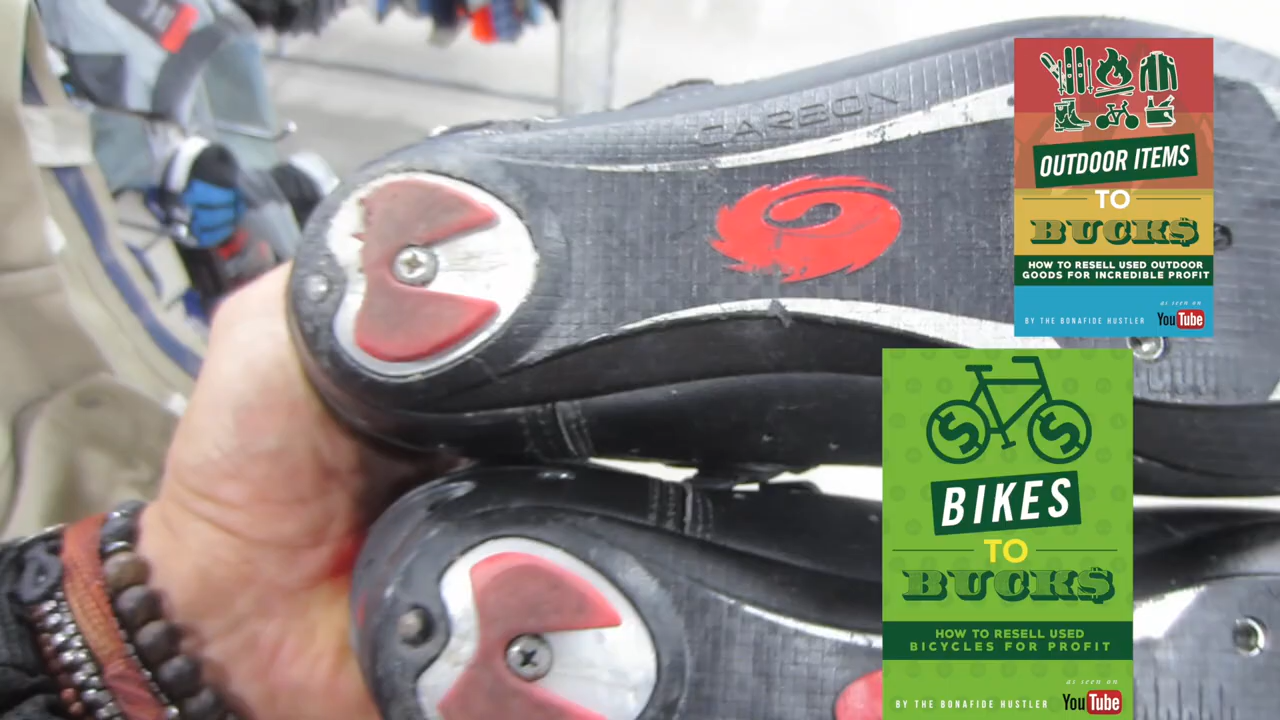 CARBON
OUTDOOR ITEMS
TO
BUCK$
HOW TO RESELL USED OUTDOOR
GOODS FOR INCREDIBLE PROFIT
as seen on
BY THE BONAFIDE HUSTLER YouTube
BIKES
TO
BUCK$
HOW TO RESELL USED
BICYCLES FOR PROFIT
as seen on
BY THE BONAFIDE HUSTLER YouTube